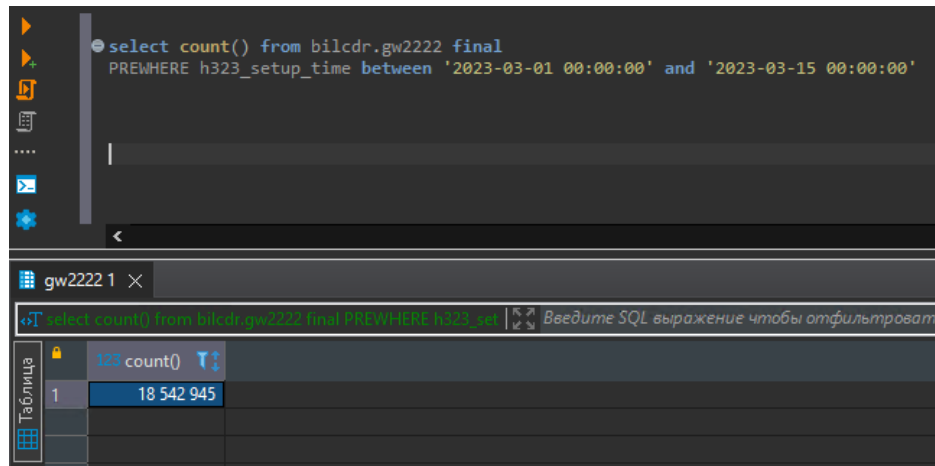 select count() from bilcdr.gw2222 final
PREWHERE h323_setup_time between '2023-03-01 00:00:00' and '2023-03-15 00:00:00'
gw2222 1
select count() from bilcdr.gw2222 final PREWHERE h323_set
Введите SQL выражение чтобы отфильтроват
Таблица
123 count()
1
18 542 945